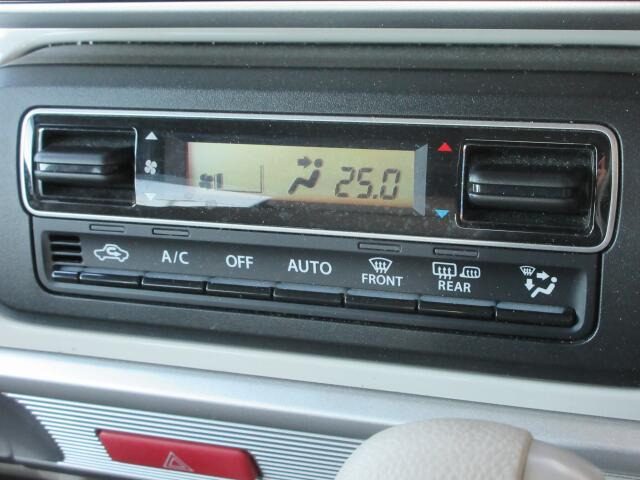 25.0
A/C OFF AUTO FRONT REAR